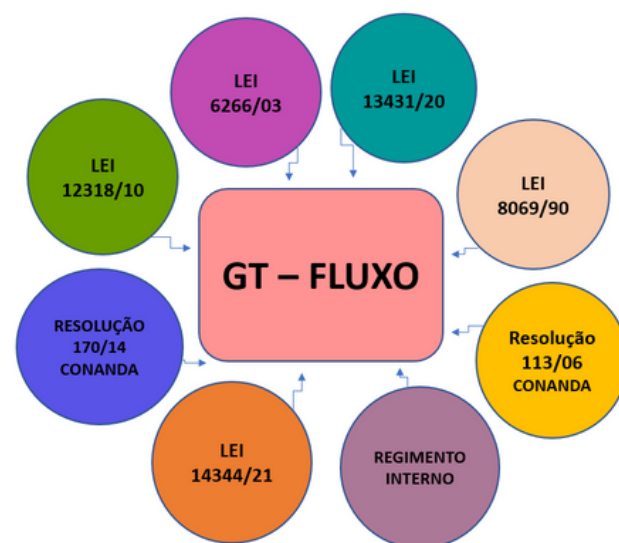 LEI
6266/03
LEI
13431/20
LEI
12318/10
LEI
8069/90
GT – FLUXO
RESOLUÇÃO
170/14
CONANDA
Resolução
113/06
CONANDA
LEI
14344/21
REGIMENTO
INTERNO